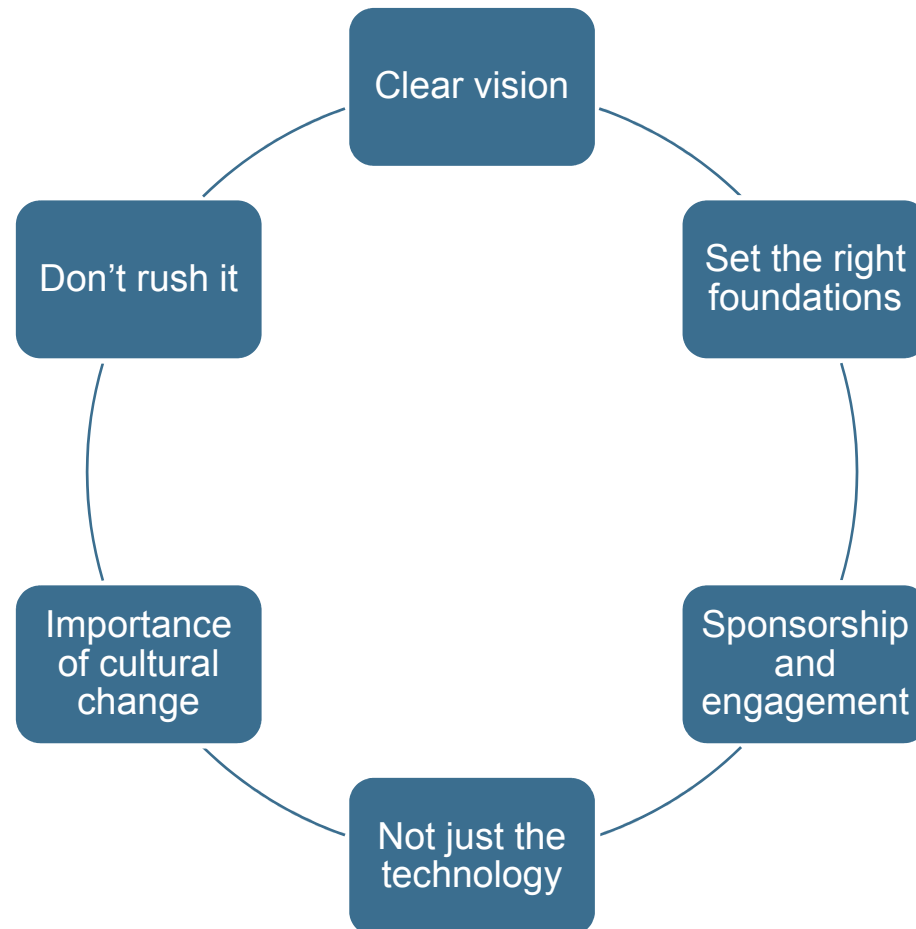 Clear vision
Set the right
foundations
Sponsorship
and
engagement
Not just the
technology
Importance
of cultural
change
Don’t rush it